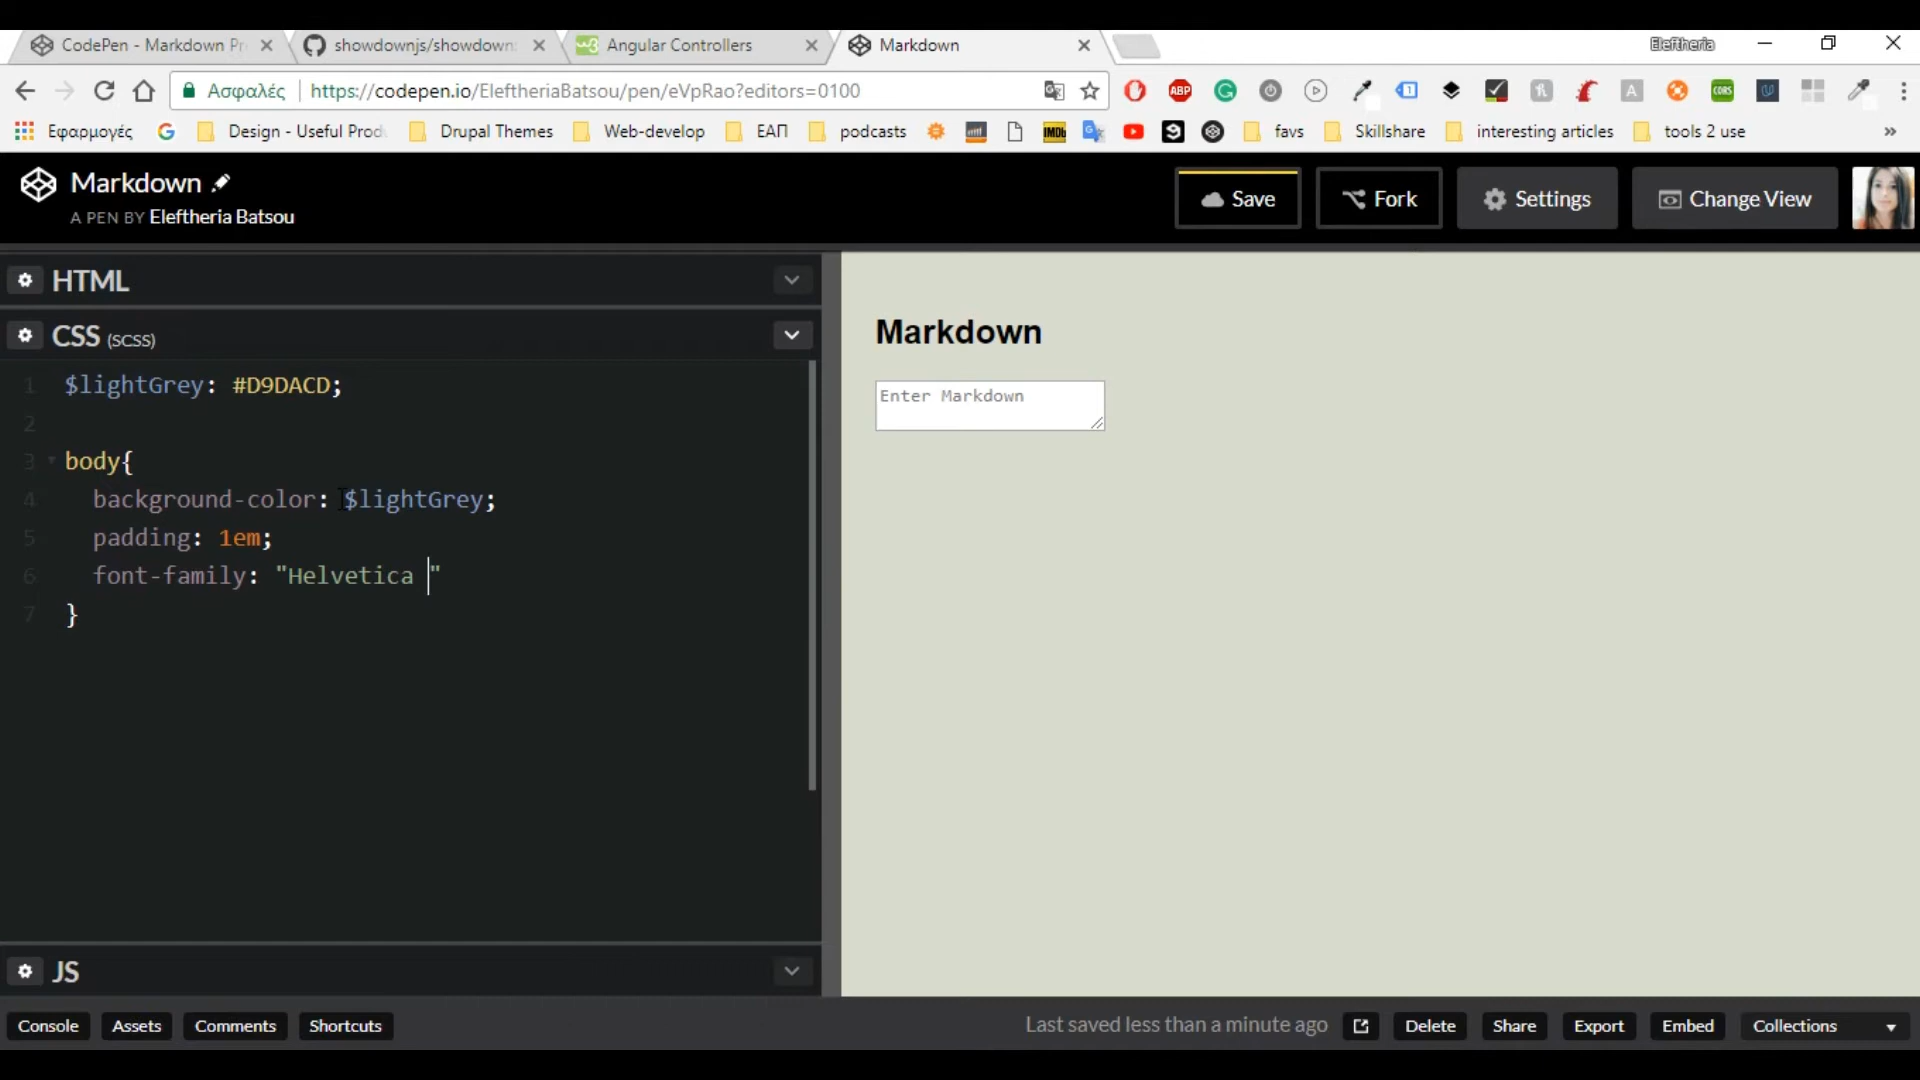 CodePen - Markdown Pr
showdownjs/showdown:
Angular Controllers
Markdown
Eleftheria
Ασφαλές
https://codepen.io/EleftheriaBatsou/pen/eVpRao?editors=0100
Εφαρμογές
Design - Useful Prod
Drupal Themes
Web-develop
ΕΑΠ
podcasts
favs
Skillshare
interesting articles
tools 2 use
»
Markdown
A PEN BY Eleftheria Batsou
Save
Fork
Settings
Change View
HTML
CSS (SCSS)
1 $lightGrey: #D9DACD;
2
3 body{
4 background-color: $lightGrey;
5 padding: 1em;
6 font-family: "Helvetica "
7 }
Markdown
Enter Markdown
JS
Console
Assets
Comments
Shortcuts
Last saved less than a minute ago
Delete
Share
Export
Embed
Collections